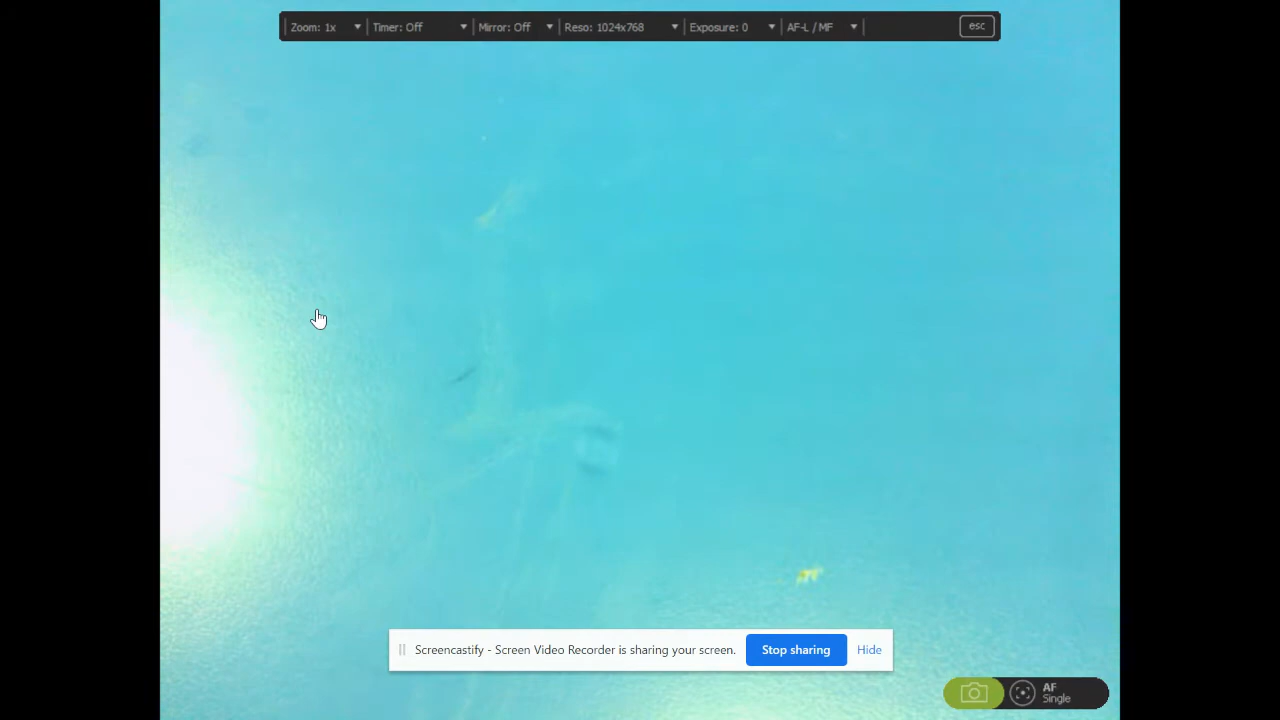 Zoom: 1x Timer: Off Mirror: Off Reso: 1024x768 Exposure: 0 AF-L / MF esc
Screencastify - Screen Video Recorder is sharing your screen. Stop sharing Hide
AF
Single